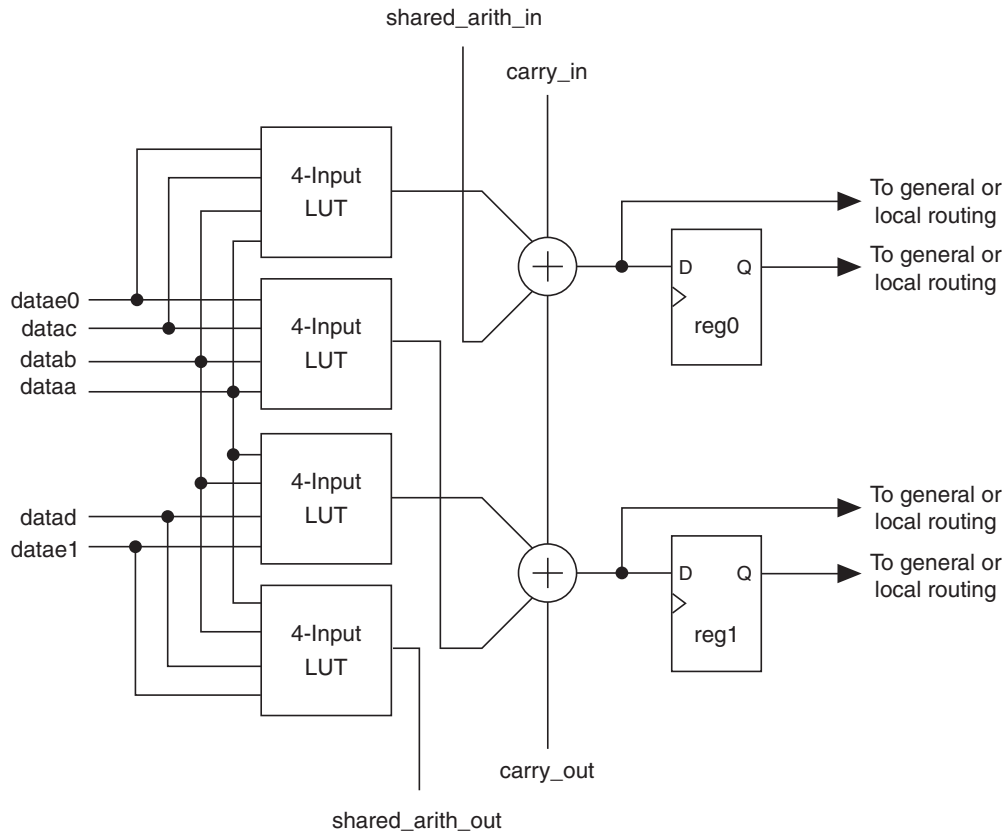 shared_arith_in
carry_in
4-Input
LUT
To general or
local routing
D
Q
To general or
local routing
reg0
4-Input
LUT
datae0
datac
datab
dataa
4-Input
LUT
datad
datae1
To general or
local routing
D
Q
To general or
local routing
reg1
4-Input
LUT
carry_out
shared_arith_out